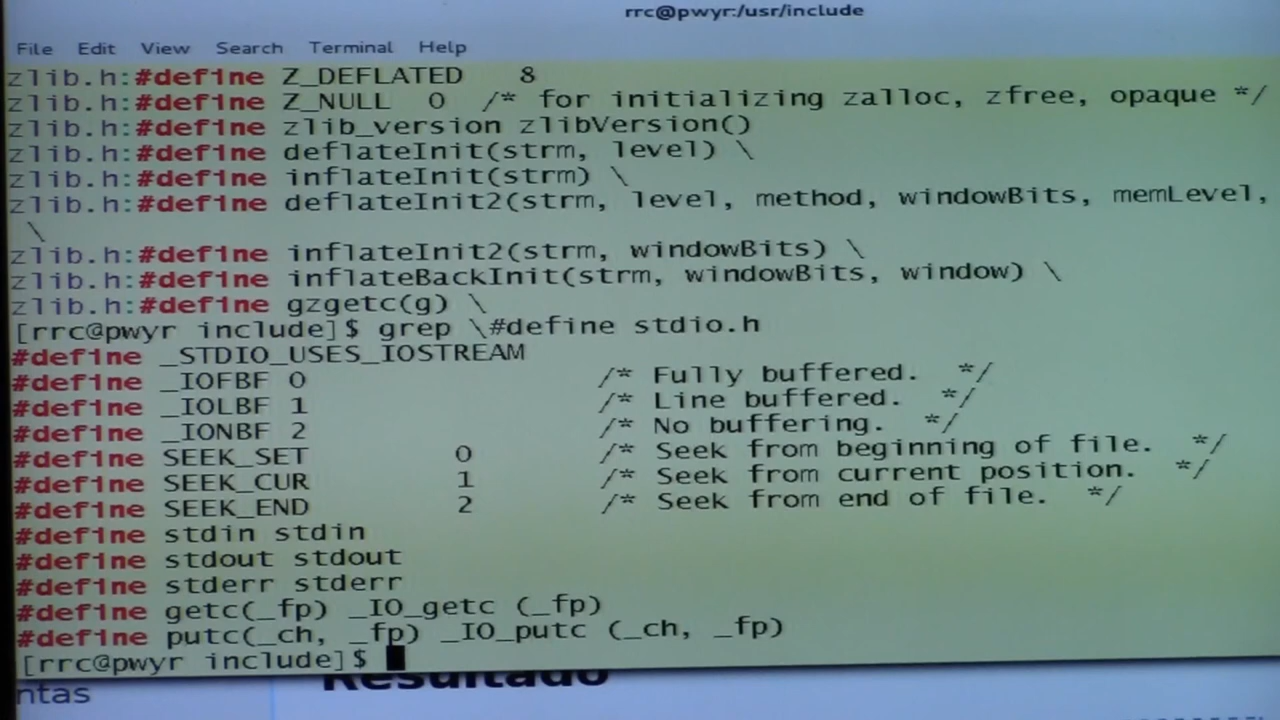 rrc@pwyr:/usr/include
File Edit View Search Terminal Help
zlib.h:#define Z_DEFLATED   8
zlib.h:#define Z_NULL  0  /* for initializing zalloc, zfree, opaque */
zlib.h:#define zlib_version zlibVersion()
zlib.h:#define deflateInit(strm, level) \
zlib.h:#define inflateInit(strm) \
zlib.h:#define deflateInit2(strm, level, method, windowBits, memLevel,
 \
zlib.h:#define inflateInit2(strm, windowBits) \
zlib.h:#define inflateBackInit(strm, windowBits, window) \
zlib.h:#define gzgetc(g) \
[rrc@pwyr include]$ grep \#define stdio.h
#define _STDIO_USES_IOSTREAM
#define _IOFBF 0                /* Fully buffered.  */
#define _IOLBF 1                /* Line buffered.  */
#define _IONBF 2                /* No buffering.  */
#define SEEK_SET        0       /* Seek from beginning of file.  */
#define SEEK_CUR        1       /* Seek from current position.  */
#define SEEK_END        2       /* Seek from end of file.  */
#define stdin stdin
#define stdout stdout
#define stderr stderr
#define getc(_fp) _IO_getc (_fp)
#define putc(_ch, _fp) _IO_putc (_ch, _fp)
[rrc@pwyr include]$
ntas
Resultado